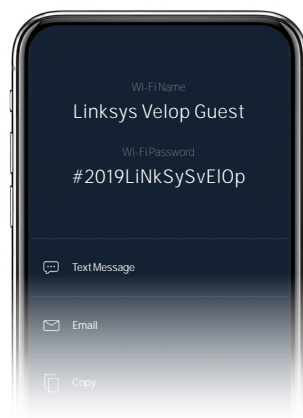 Wi-Fi Name
Linksys Velop Guest
Wi-Fi Password
#2019LiNkSySvElOp
Text Message
Email
Copy